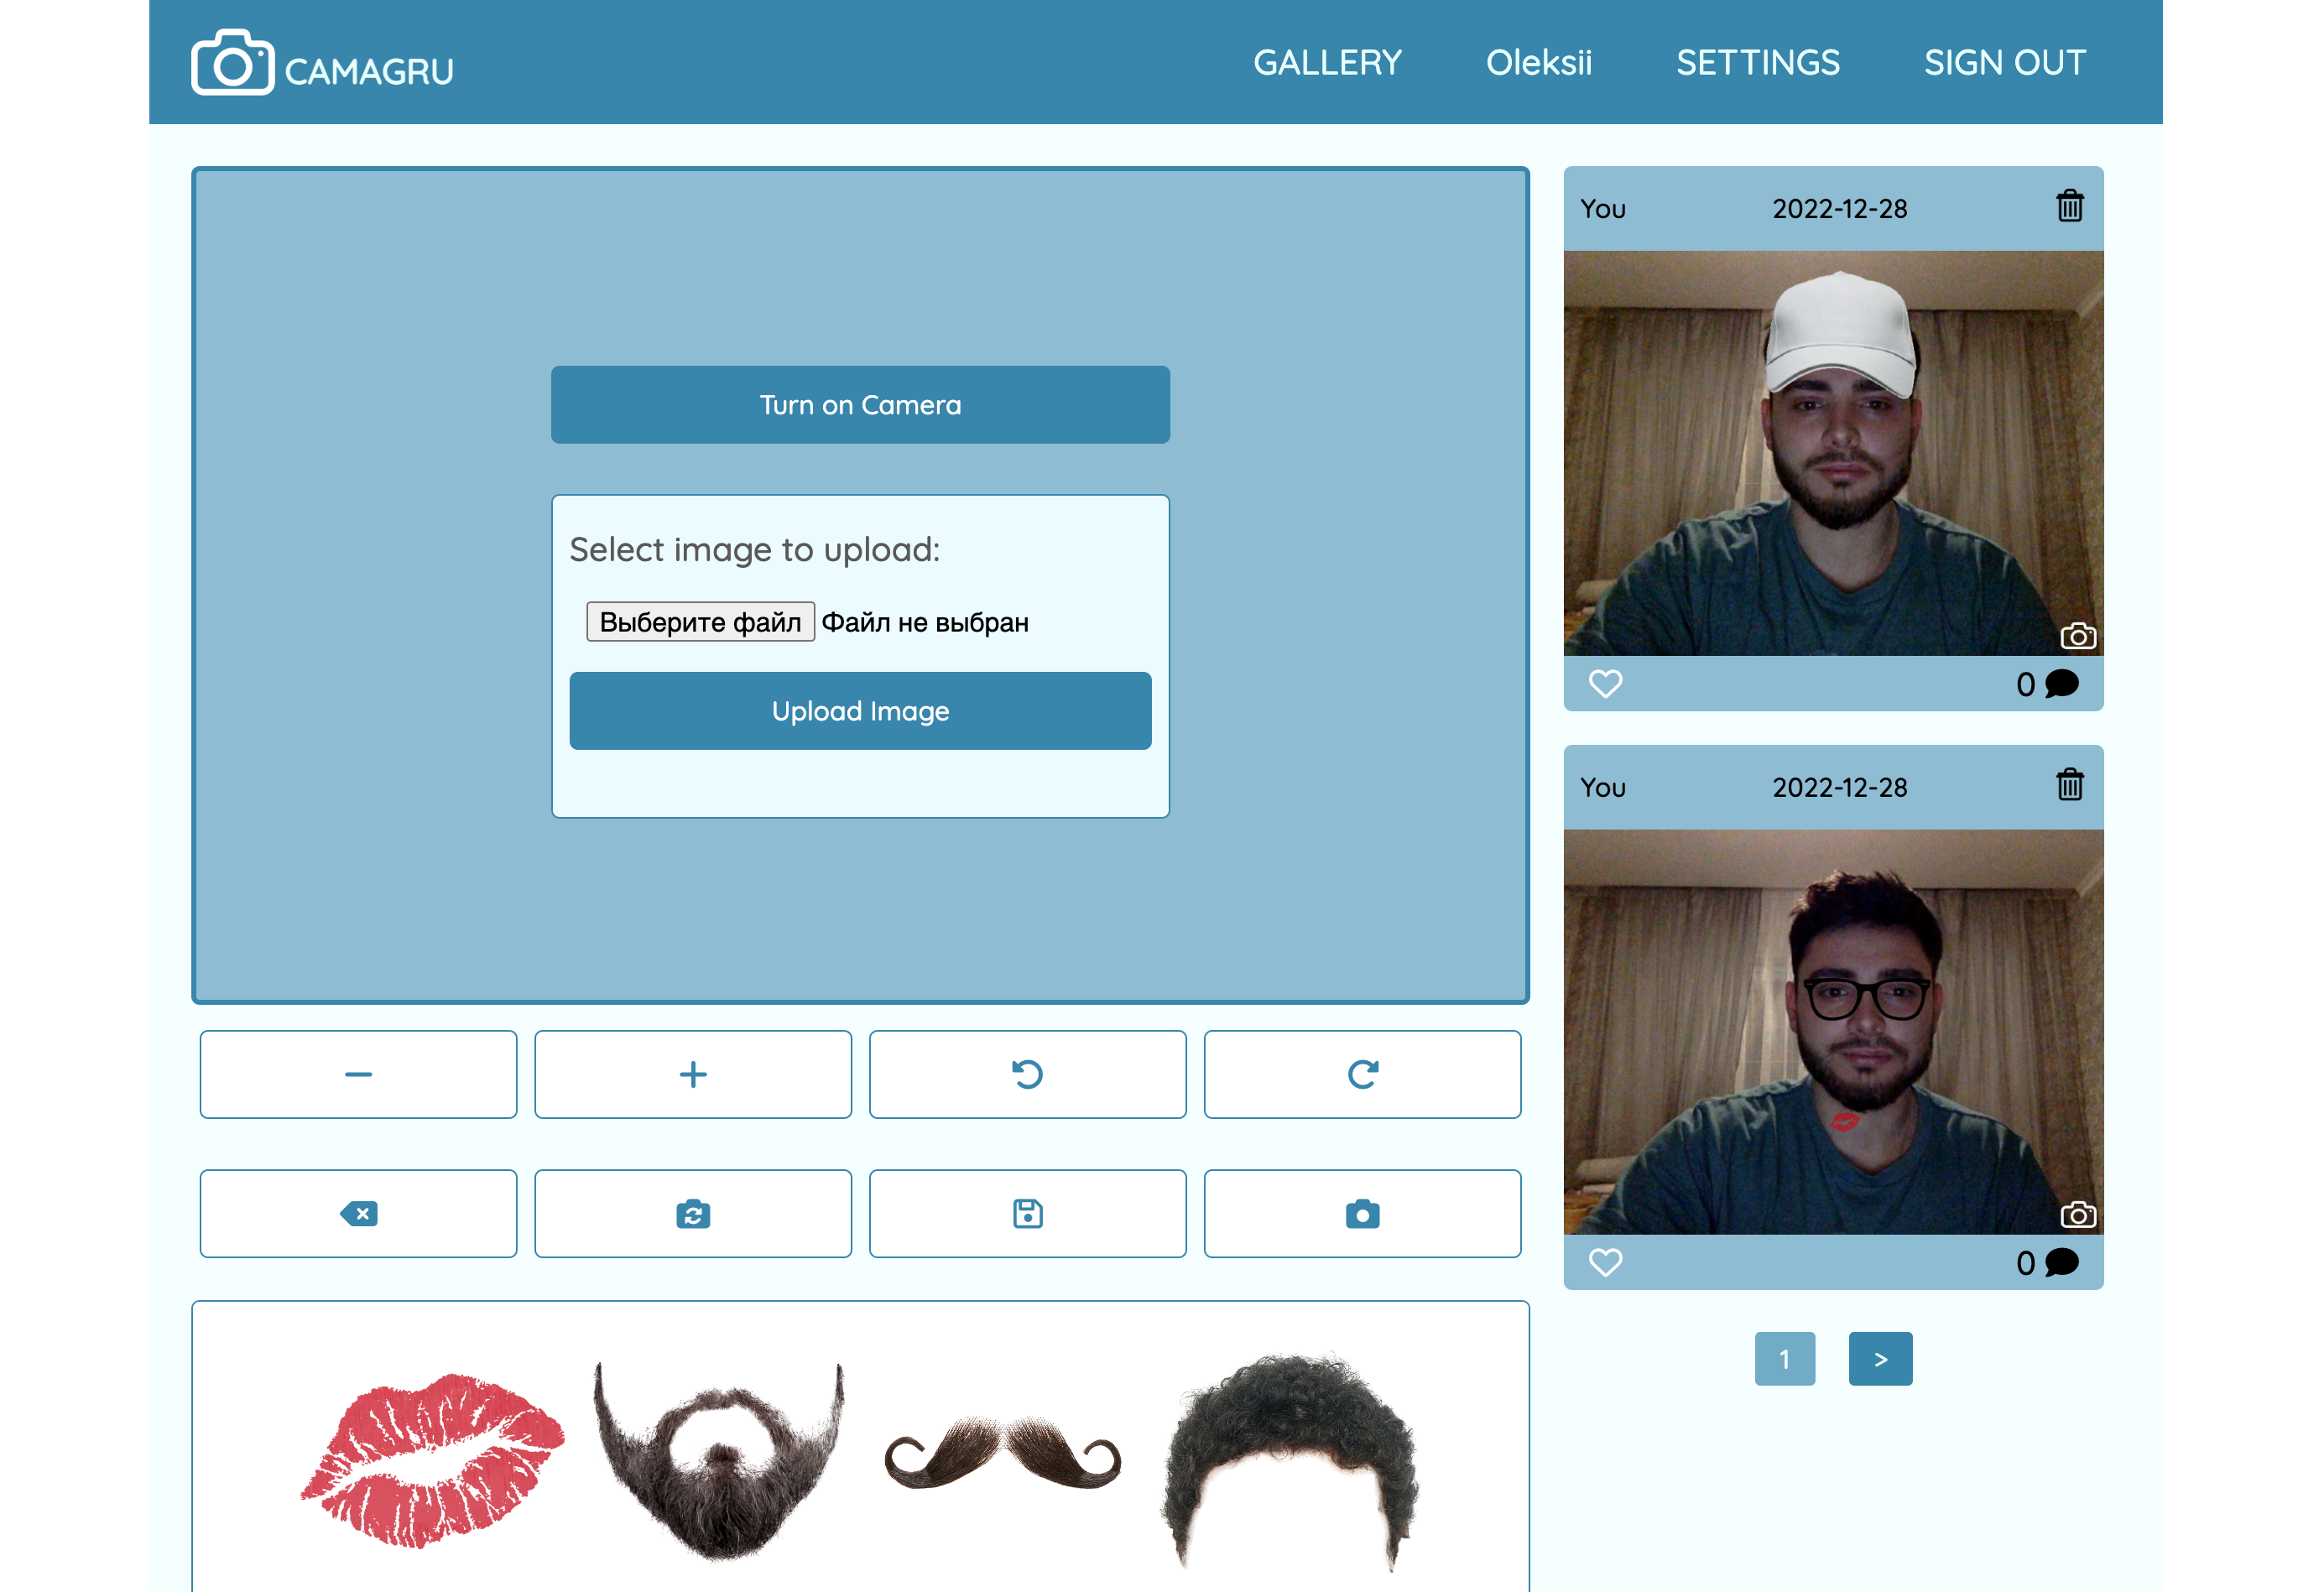 CAMAGRU
GALLERY Oleksii SETTINGS SIGN OUT
Turn on Camera
Select image to upload:
Выберите файл Файл не выбран
Upload Image
You 2022-12-28
0
You 2022-12-28
0
1 >